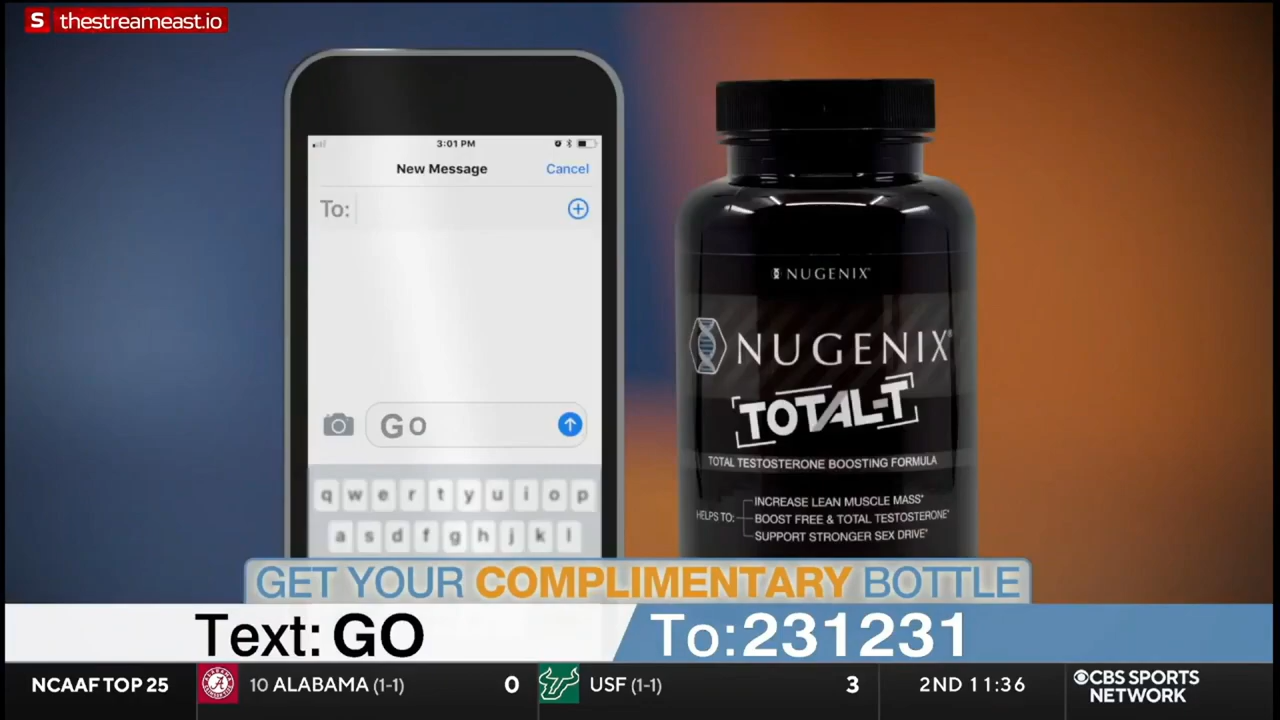 S thestreameast.io
3:01 PM
New Message
Cancel
To:
GO
q w e r t y u i o p
a s d f g h j k l
NUGENIX®
NUGENIX®
TOTAL-T
TOTAL TESTOSTERONE BOOSTING FORMULA
HELPS TO:
INCREASE LEAN MUSCLE MASS*
BOOST FREE & TOTAL TESTOSTERONE*
SUPPORT STRONGER SEX DRIVE*
GET YOUR COMPLIMENTARY BOTTLE
Text: GO
To:231231
NCAAF TOP 25
10 ALABAMA (1-1) 0
USF (1-1) 3
2ND 11:36
CBS SPORTS
NETWORK